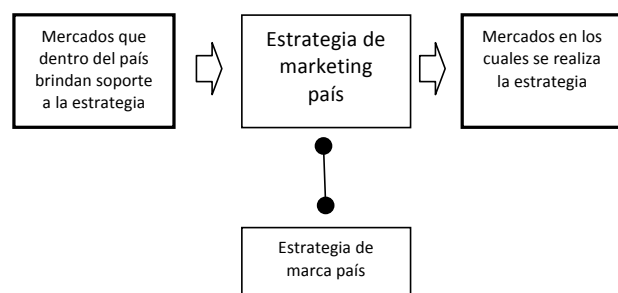 Mercados que
dentro del país
brindan soporte
a la estrategia
Estrategia de
marketing
país
Mercados en los
cuales se realiza
la estrategia
Estrategia de
marca país